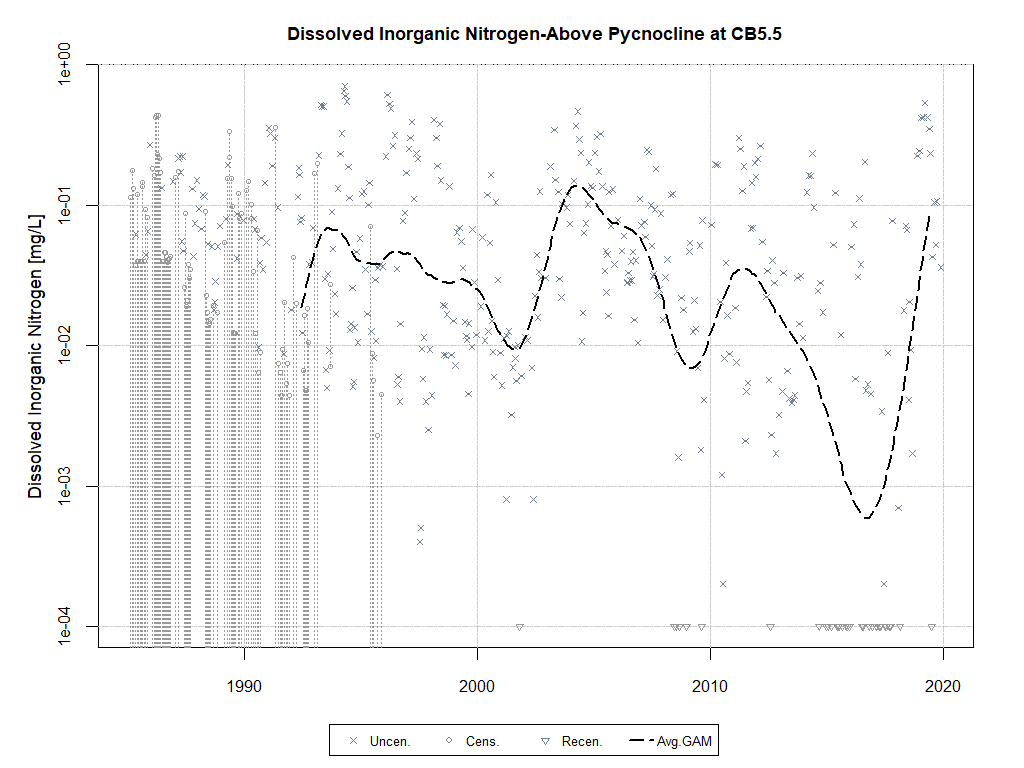 Dissolved Inorganic Nitrogen-Above Pycnocline at CB5.5
Dissolved Inorganic Nitrogen [mg/L]
1e+00
1e-01
1e-02
1e-03
1e-04
1990 2000 2010 2020
Uncen. Cens. Recen. Avg.GAM